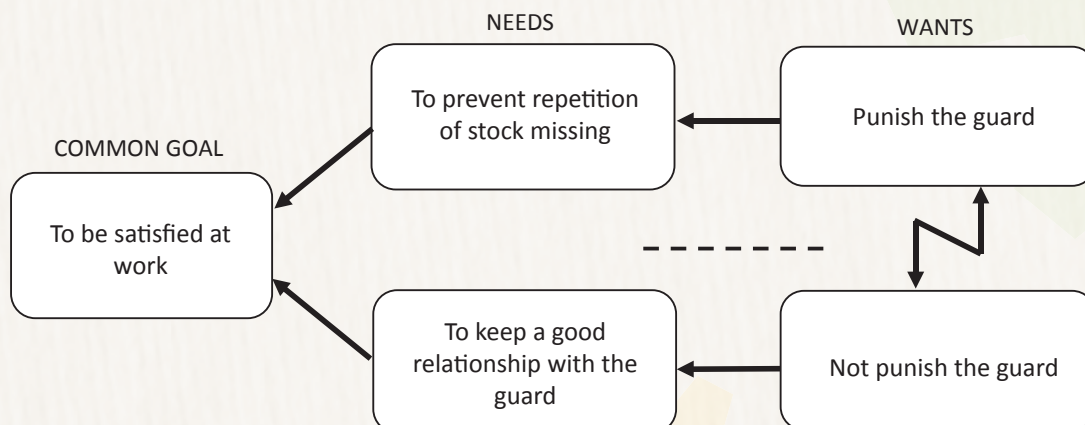 NEEDS
WANTS
To prevent repetition
of stock missing
Punish the guard
COMMON GOAL
To be satisfied at
work
To keep a good
relationship with the
guard
Not punish the guard